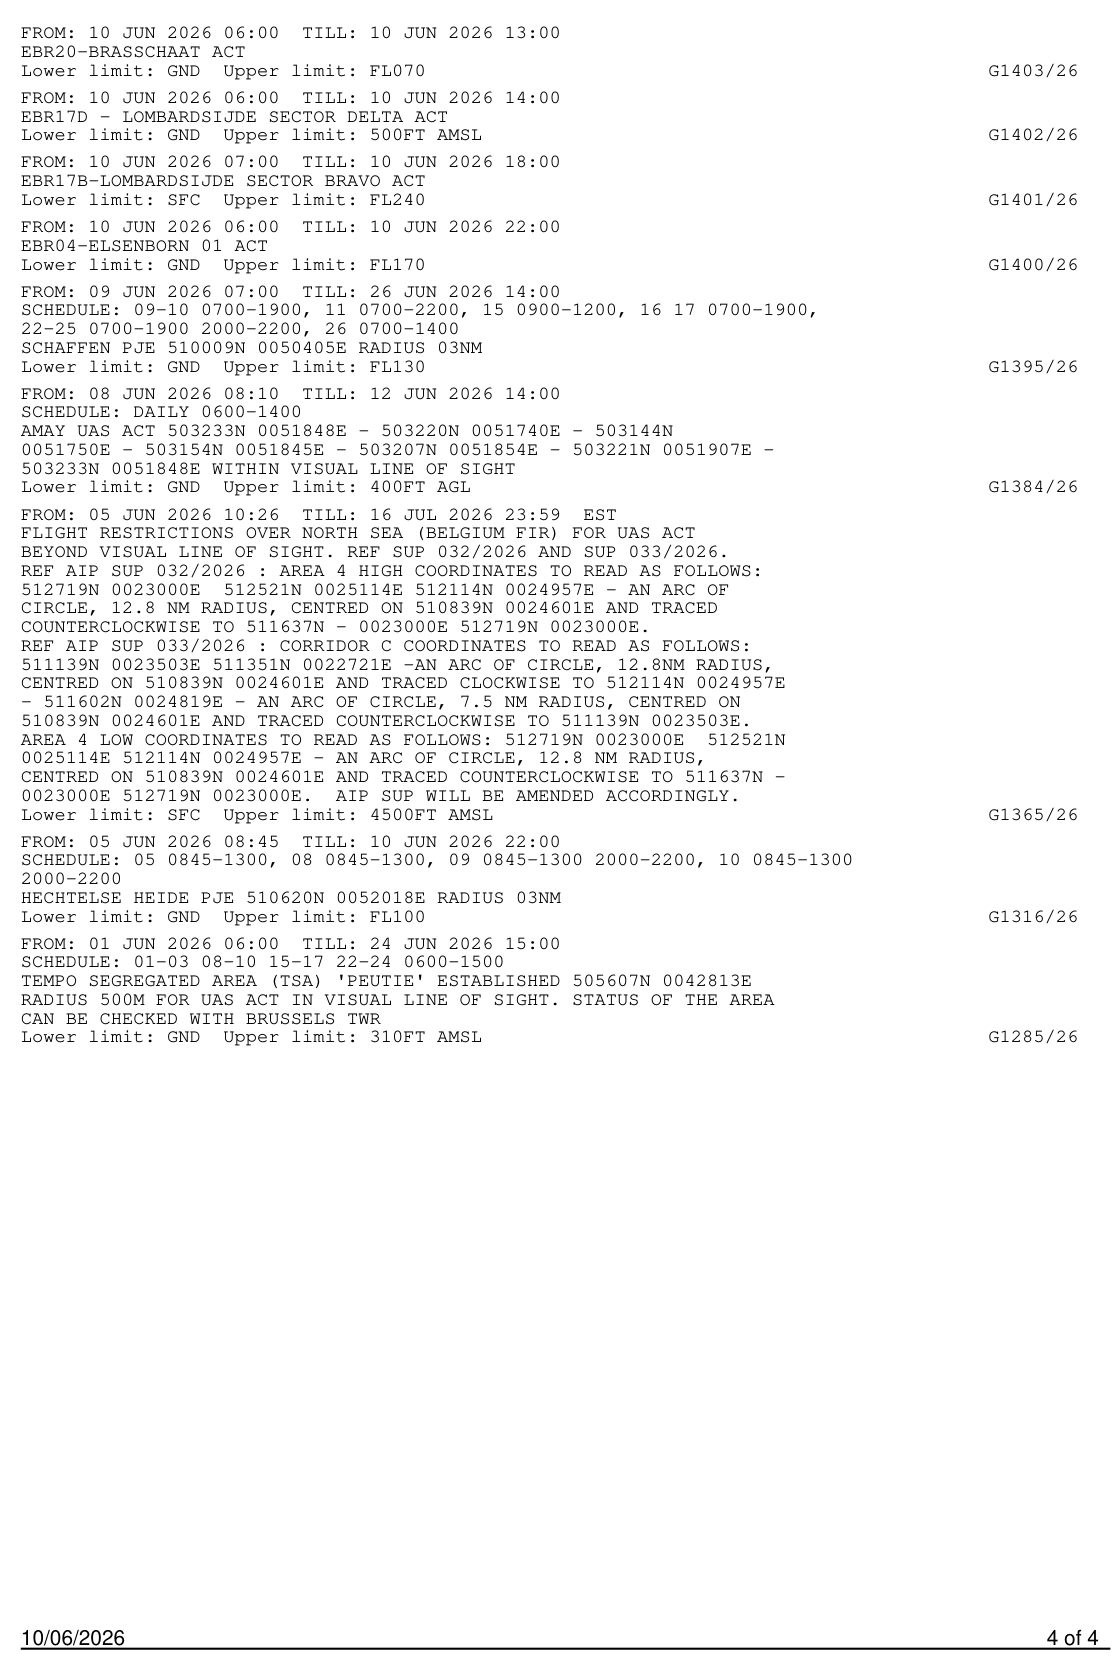 FROM: 10 JUN 2026 06:00  TILL: 10 JUN 2026 13:00
EBR20-BRASSCHAAT ACT
Lower limit: GND  Upper limit: FL070 G1403/26
FROM: 10 JUN 2026 06:00  TILL: 10 JUN 2026 14:00
EBR17D - LOMBARDSIJDE SECTOR DELTA ACT
Lower limit: GND  Upper limit: 500FT AMSL G1402/26
FROM: 10 JUN 2026 07:00  TILL: 10 JUN 2026 18:00
EBR17B-LOMBARDSIJDE SECTOR BRAVO ACT
Lower limit: SFC  Upper limit: FL240 G1401/26
FROM: 10 JUN 2026 06:00  TILL: 10 JUN 2026 22:00
EBR04-ELSENBORN 01 ACT
Lower limit: GND  Upper limit: FL170 G1400/26
FROM: 09 JUN 2026 07:00  TILL: 26 JUN 2026 14:00
SCHEDULE: 09-10 0700-1900, 11 0700-2200, 15 0900-1200, 16 17 0700-1900,
22-25 0700-1900 2000-2200, 26 0700-1400
SCHAFFEN PJE 510009N 0050405E RADIUS 03NM
Lower limit: GND  Upper limit: FL130 G1395/26
FROM: 08 JUN 2026 08:10  TILL: 12 JUN 2026 14:00
SCHEDULE: DAILY 0600-1400
AMAY UAS ACT 503233N 0051848E - 503220N 0051740E - 503144N
0051750E - 503154N 0051845E - 503207N 0051854E - 503221N 0051907E -
503233N 0051848E WITHIN VISUAL LINE OF SIGHT
Lower limit: GND  Upper limit: 400FT AGL G1384/26
FROM: 05 JUN 2026 10:26  TILL: 16 JUL 2026 23:59  EST
FLIGHT RESTRICTIONS OVER NORTH SEA (BELGIUM FIR) FOR UAS ACT
BEYOND VISUAL LINE OF SIGHT. REF SUP 032/2026 AND SUP 033/2026.
REF AIP SUP 032/2026 : AREA 4 HIGH COORDINATES TO READ AS FOLLOWS:
512719N 0023000E  512521N 0025114E 512114N 0024957E - AN ARC OF
CIRCLE, 12.8 NM RADIUS, CENTRED ON 510839N 0024601E AND TRACED
COUNTERCLOCKWISE TO 511637N - 0023000E 512719N 0023000E.
REF AIP SUP 033/2026 : CORRIDOR C COORDINATES TO READ AS FOLLOWS:
511139N 0023503E 511351N 0022721E -AN ARC OF CIRCLE, 12.8NM RADIUS,
CENTRED ON 510839N 0024601E AND TRACED CLOCKWISE TO 512114N 0024957E
- 511602N 0024819E - AN ARC OF CIRCLE, 7.5 NM RADIUS, CENTRED ON
510839N 0024601E AND TRACED COUNTERCLOCKWISE TO 511139N 0023503E.
AREA 4 LOW COORDINATES TO READ AS FOLLOWS: 512719N 0023000E  512521N
0025114E 512114N 0024957E - AN ARC OF CIRCLE, 12.8 NM RADIUS,
CENTRED ON 510839N 0024601E AND TRACED COUNTERCLOCKWISE TO 511637N -
0023000E 512719N 0023000E.  AIP SUP WILL BE AMENDED ACCORDINGLY.
Lower limit: SFC  Upper limit: 4500FT AMSL G1365/26
FROM: 05 JUN 2026 08:45  TILL: 10 JUN 2026 22:00
SCHEDULE: 05 0845-1300, 08 0845-1300, 09 0845-1300 2000-2200, 10 0845-1300
2000-2200
HECHTELSE HEIDE PJE 510620N 0052018E RADIUS 03NM
Lower limit: GND  Upper limit: FL100 G1316/26
FROM: 01 JUN 2026 06:00  TILL: 24 JUN 2026 15:00
SCHEDULE: 01-03 08-10 15-17 22-24 0600-1500
TEMPO SEGREGATED AREA (TSA) 'PEUTIE' ESTABLISHED 505607N 0042813E
RADIUS 500M FOR UAS ACT IN VISUAL LINE OF SIGHT. STATUS OF THE AREA
CAN BE CHECKED WITH BRUSSELS TWR
Lower limit: GND  Upper limit: 310FT AMSL G1285/26
10/06/2026 4 of 4